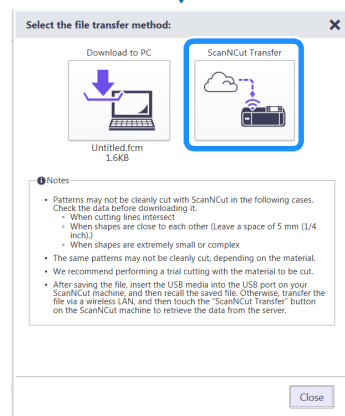 Select the file transfer method:
Download to PC
ScanNCut Transfer
Untitled.fcm
1.6KB
Notes
• Patterns may not be cleanly cut with ScanNCut in the following cases.
Check the data before downloading it.
◦ When cutting lines intersect
◦ When shapes are close to each other (Leave a space of 5 mm (1/4
inch).)
◦ When shapes are extremely small or complex
• The same patterns may not be cleanly cut, depending on the material.
• We recommend performing a trial cutting with the material to be cut.
• After saving the file, insert the USB media into the USB port on your
ScanNCut machine, and then recall the saved file. Otherwise, transfer the
file via a wireless LAN, and then touch the “ScanNCut Transfer” button
on the ScanNCut machine to retrieve the data from the server.
Close